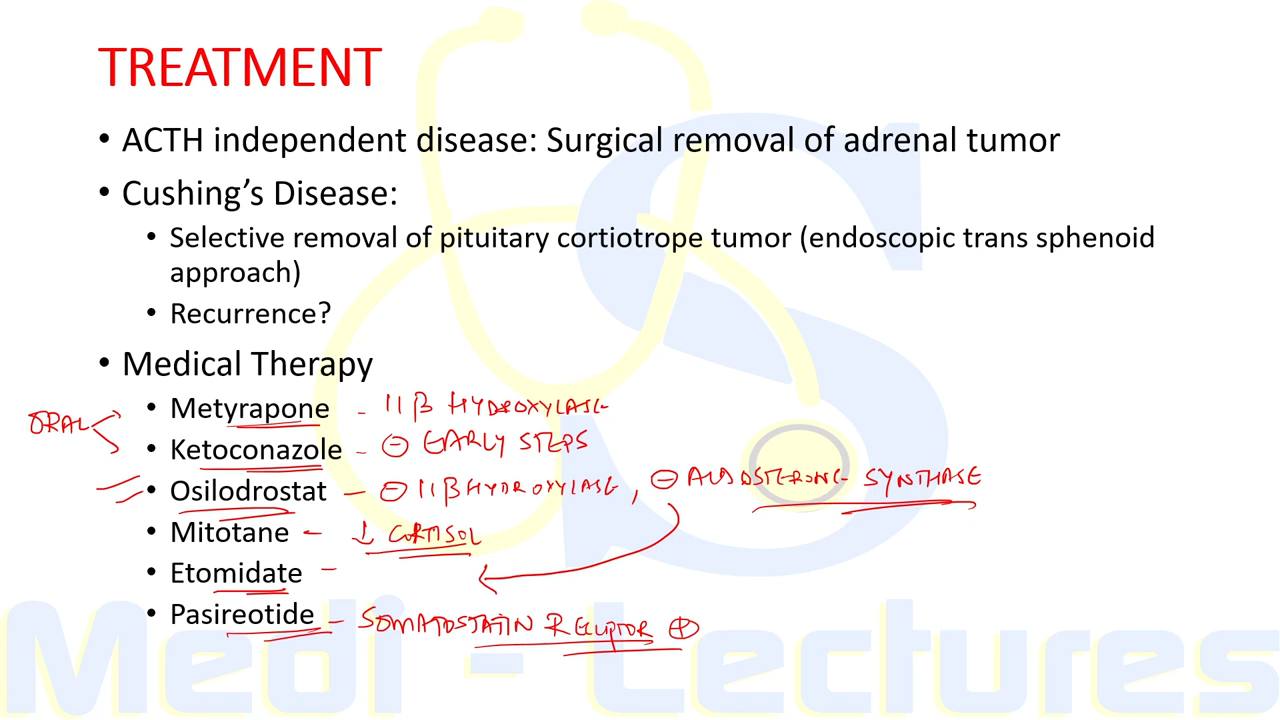 TREATMENT
• ACTH independent disease: Surgical removal of adrenal tumor
• Cushing's Disease:
• Selective removal of pituitary cortiotrope tumor (endoscopic trans sphenoid
approach)
• Recurrence?
• Medical Therapy
ORAL
• Metyrapone - 11 β HYDROXYLASE
• Ketoconazole - ⊖ EARLY STEPS
• Osilodrostat - ⊖ 11 β HYDROXYLASE, ⊖ ALDOSTERONE SYNTHASE
• Mitotane - ↓ CORTISOL
• Etomidate -
• Pasireotide - SOMATOSTATIN RECEPTOR ⊕
Medi - Lectures